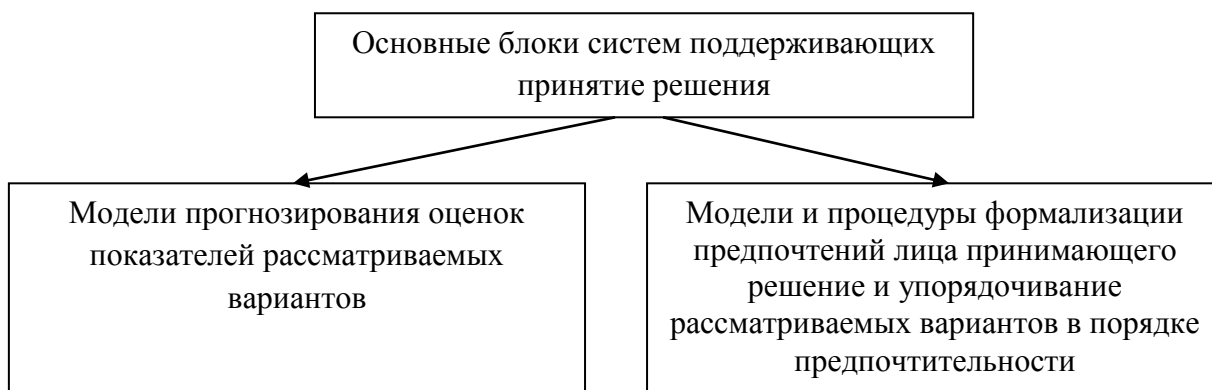 Основные блоки систем поддерживающих
принятие решения
Модели прогнозирования оценок
показателей рассматриваемых
вариантов
Модели и процедуры формализации
предпочтений лица принимающего
решение и упорядочивание
рассматриваемых вариантов в порядке
предпочтительности